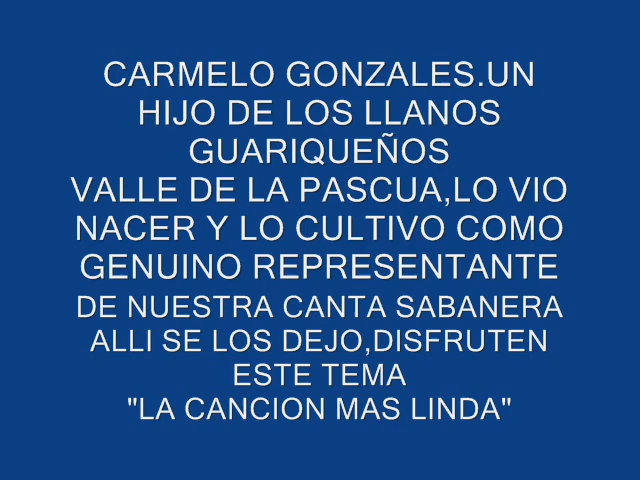 CARMELO GONZALES.UN
HIJO DE LOS LLANOS
GUARIQUEÑOS
VALLE DE LA PASCUA,LO VIO
NACER Y LO CULTIVO COMO
GENUINO REPRESENTANTE
DE NUESTRA CANTA SABANERA
ALLI SE LOS DEJO,DISFRUTEN
ESTE TEMA
"LA CANCION MAS LINDA"